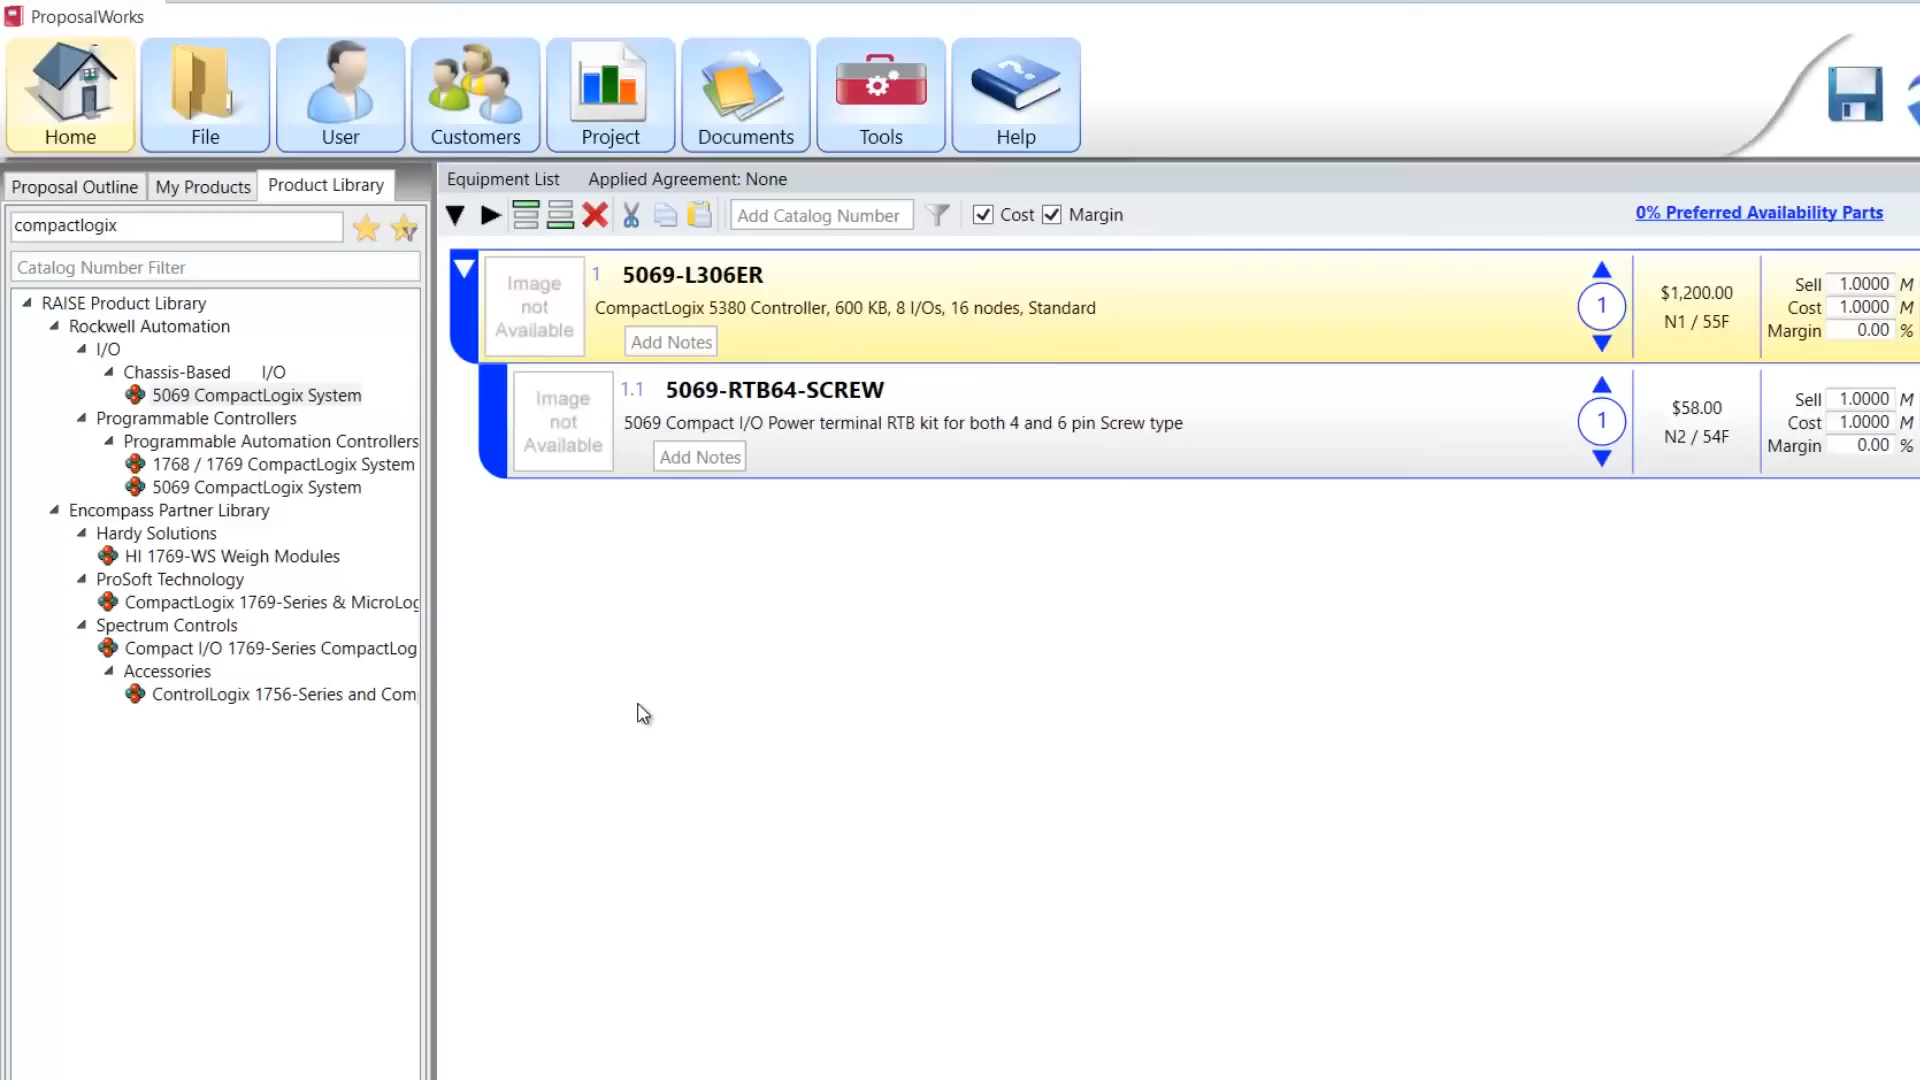 ProposalWorks
Home
File
User
Customers
Project
Documents
Tools
Help
Proposal Outline
My Products
Product Library
Equipment List
Applied Agreement: None
compactlogix
Add Catalog Number
Cost
Margin
0% Preferred Availability Parts
Catalog Number Filter
RAISE Product Library
Rockwell Automation
I/O
Chassis-Based I/O
5069 CompactLogix System
Programmable Controllers
Programmable Automation Controllers
1768 / 1769 CompactLogix System
5069 CompactLogix System
Encompass Partner Library
Hardy Solutions
HI 1769-WS Weigh Modules
ProSoft Technology
CompactLogix 1769-Series & MicroLog
Spectrum Controls
Compact I/O 1769-Series CompactLog
Accessories
ControlLogix 1756-Series and Com
Image
not
Available
1
5069-L306ER
CompactLogix 5380 Controller, 600 KB, 8 I/Os, 16 nodes, Standard
Add Notes
1
$1,200.00
N1 / 55F
Sell 1.0000 M
Cost 1.0000 M
Margin 0.00 %
Image
not
Available
1.1
5069-RTB64-SCREW
5069 Compact I/O Power terminal RTB kit for both 4 and 6 pin Screw type
Add Notes
1
$58.00
N2 / 54F
Sell 1.0000 M
Cost 1.0000 M
Margin 0.00 %